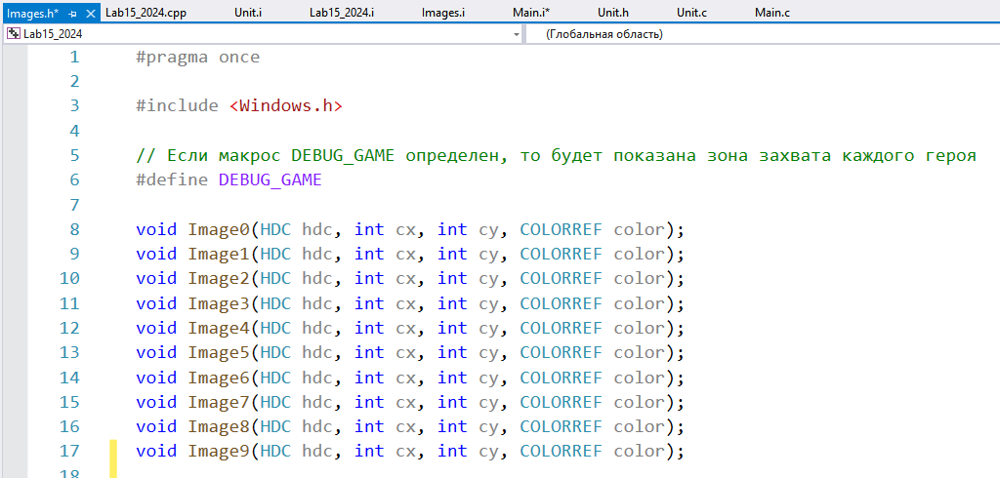 Images.h* Lab15_2024.cpp Unit.i Lab15_2024.i Images.i Main.i* Unit.h Unit.c Main.c
Lab15_2024 (Глобальная область)
1 #pragma once
2
3 #include <Windows.h>
4
5 // Если макрос DEBUG_GAME определен, то будет показана зона захвата каждого героя
6 #define DEBUG_GAME
7
8 void Image0(HDC hdc, int cx, int cy, COLORREF color);
9 void Image1(HDC hdc, int cx, int cy, COLORREF color);
10 void Image2(HDC hdc, int cx, int cy, COLORREF color);
11 void Image3(HDC hdc, int cx, int cy, COLORREF color);
12 void Image4(HDC hdc, int cx, int cy, COLORREF color);
13 void Image5(HDC hdc, int cx, int cy, COLORREF color);
14 void Image6(HDC hdc, int cx, int cy, COLORREF color);
15 void Image7(HDC hdc, int cx, int cy, COLORREF color);
16 void Image8(HDC hdc, int cx, int cy, COLORREF color);
17 void Image9(HDC hdc, int cx, int cy, COLORREF color);
18